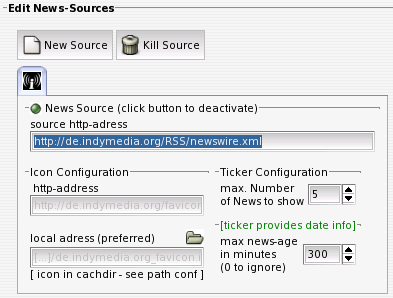 Edit News-Sources
New Source
Kill Source
News Source (click button to deactivate)
source http-adress
http://de.indymedia.org/RSS/newswire.xml
Icon Configuration
http-address
http://de.indymedia.org/favicon
local adress (preferred)
[...]/de.indymedia.org_favicon.i
[ icon in cachdir - see path conf ]
Ticker Configuration
max. Number
of News to show
5
[ticker provides date info]
max news-age
in minutes
(0 to ignore)
300